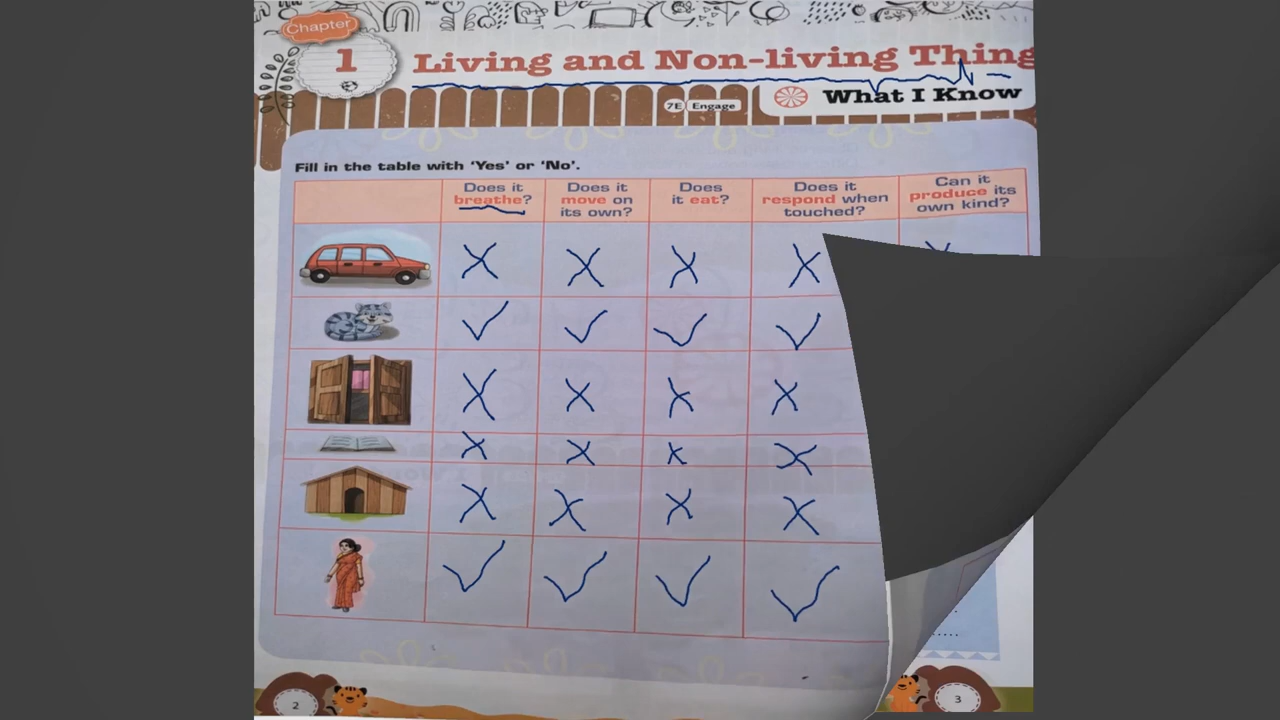 Chapter
1
Living and Non-living Thing
7E Engage
What I Know
Fill in the table with ‘Yes’ or ‘No’.
Does it breathe?
Does it move on its own?
Does it eat?
Does it respond when touched?
Can it produce its own kind?
2
3